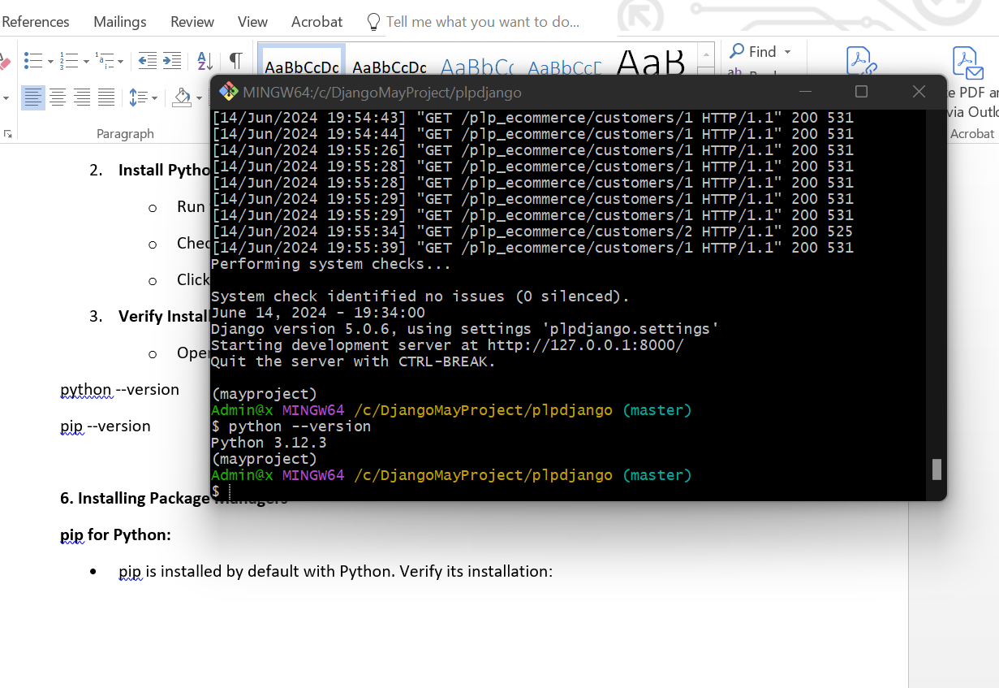 References Mailings Review View Acrobat Tell me what you want to do...
AaBbCcDc AaBbCcDc AaBbCc AaBbCcD AaB Find
Paragraph
PDF
via
Acrobat
MINGW64:/c/DjangoMayProject/plpdjango
[14/Jun/2024 19:54:43] "GET /plp_ecommerce/customers/1 HTTP/1.1" 200 531
[14/Jun/2024 19:54:44] "GET /plp_ecommerce/customers/1 HTTP/1.1" 200 531
[14/Jun/2024 19:55:26] "GET /plp_ecommerce/customers/1 HTTP/1.1" 200 531
[14/Jun/2024 19:55:28] "GET /plp_ecommerce/customers/1 HTTP/1.1" 200 531
[14/Jun/2024 19:55:28] "GET /plp_ecommerce/customers/1 HTTP/1.1" 200 531
[14/Jun/2024 19:55:29] "GET /plp_ecommerce/customers/1 HTTP/1.1" 200 531
[14/Jun/2024 19:55:29] "GET /plp_ecommerce/customers/1 HTTP/1.1" 200 531
[14/Jun/2024 19:55:34] "GET /plp_ecommerce/customers/2 HTTP/1.1" 200 525
[14/Jun/2024 19:55:39] "GET /plp_ecommerce/customers/1 HTTP/1.1" 200 531
Performing system checks...
System check identified no issues (0 silenced).
June 14, 2024 - 19:34:00
Django version 5.0.6, using settings 'plpdjango.settings'
Starting development server at http://127.0.0.1:8000/
Quit the server with CTRL-BREAK.
(mayproject)
Admin@x MINGW64 /c/DjangoMayProject/plpdjango (master)
$ python --version
Python 3.12.3
(mayproject)
Admin@x MINGW64 /c/DjangoMayProject/plpdjango (master)
$
2. Install Pytho
Run
Chec
Click
3. Verify Instal
Ope
python --version
pip --version
6. Installing Package Managers
pip for Python:
• pip is installed by default with Python. Verify its installation: